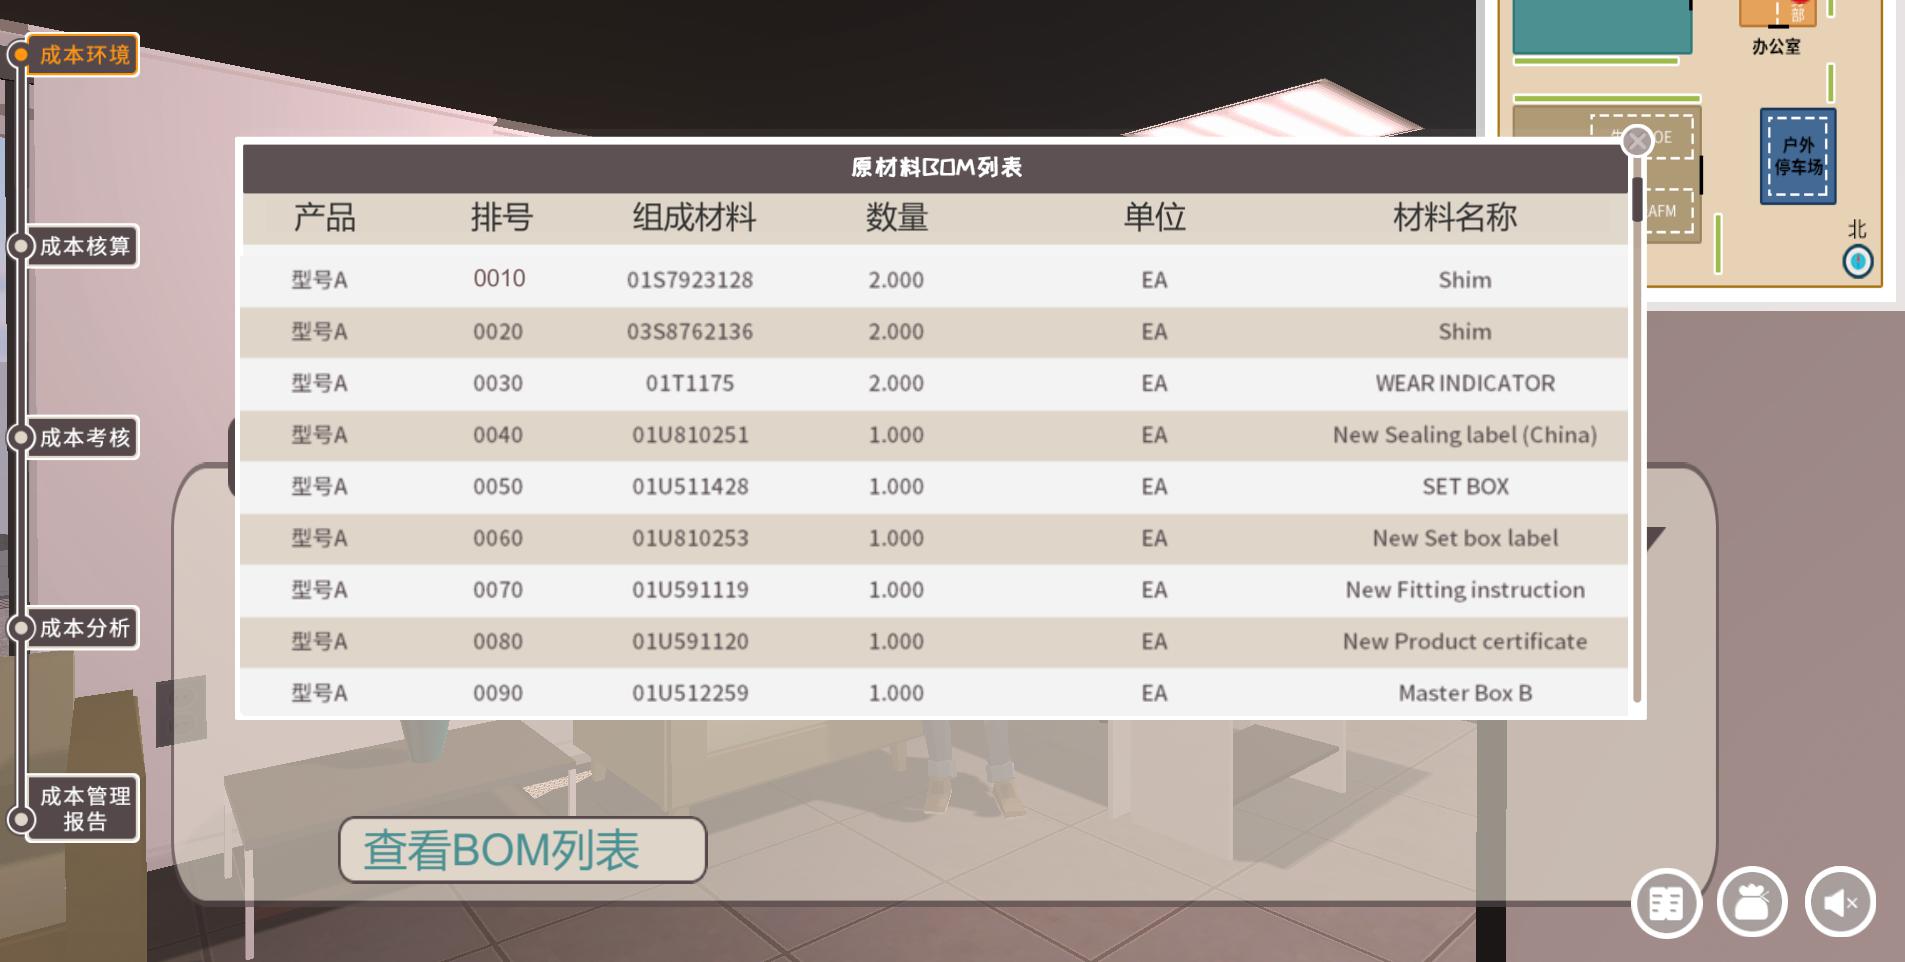 成本环境
成本核算
成本考核
成本分析
成本管理
报告
办公室
户外
停车场
北
原材料BOM列表
产品 排号 组成材料 数量 单位 材料名称
型号A 0010 01S7923128 2.000 EA Shim
型号A 0020 03S8762136 2.000 EA Shim
型号A 0030 01T1175 2.000 EA WEAR INDICATOR
型号A 0040 01U810251 1.000 EA New Sealing label (China)
型号A 0050 01U511428 1.000 EA SET BOX
型号A 0060 01U810253 1.000 EA New Set box label
型号A 0070 01U591119 1.000 EA New Fitting instruction
型号A 0080 01U591120 1.000 EA New Product certificate
型号A 0090 01U512259 1.000 EA Master Box B
查看BOM列表